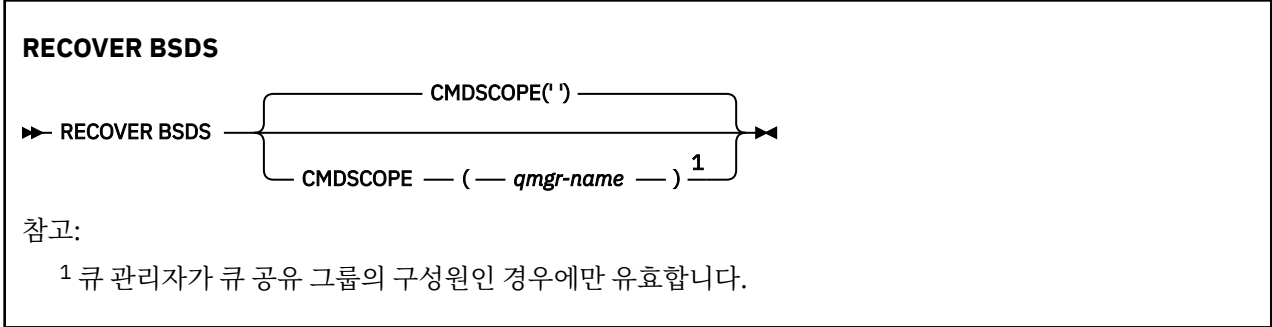 RECOVER BSDS
CMDSCOPE(' ')
RECOVER BSDS
CMDSCOPE ( qmgr-name ) 1
참고:
1 큐 관리자가 큐 공유 그룹의 구성원인 경우에만 유효합니다.